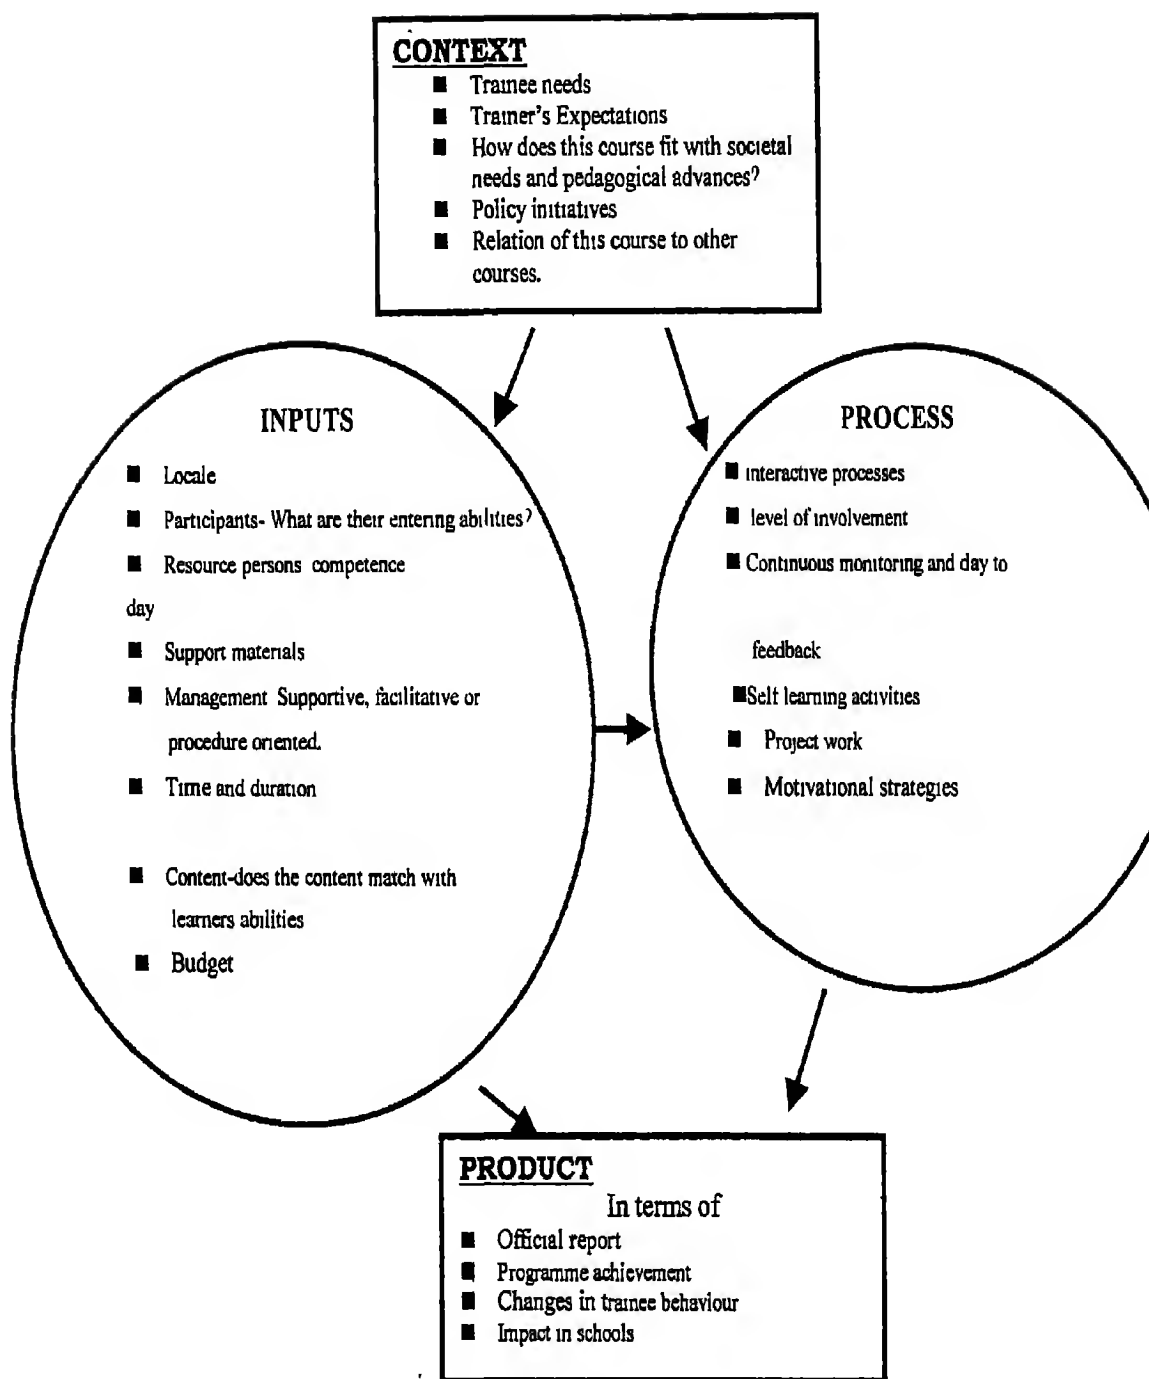 CONTEXT
■ Trainee needs
■ Trainer's Expectations
■ How does this course fit with societal
needs and pedagogical advances?
■ Policy initiatives
■ Relation of this course to other
courses.
INPUTS
■ Locale
■ Participants- What are their entering abilities?
■ Resource persons competence
day
■ Support materials
■ Management Supportive, facilitative or
procedure oriented.
■ Time and duration
■ Content-does the content match with
learners abilities
■ Budget
PROCESS
■ interactive processes
■ level of involvement
■ Continuous monitoring and day to
feedback
■ Self learning activities
■ Project work
■ Motivational strategies
PRODUCT
In terms of
■ Official report
■ Programme achievement
■ Changes in trainee behaviour
■ Impact in schools